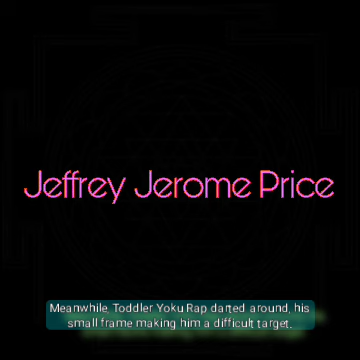 Jeffrey Jerome Price
Meanwhile, Toddler Yoku Rap darted around, his
small frame making him a difficult target.